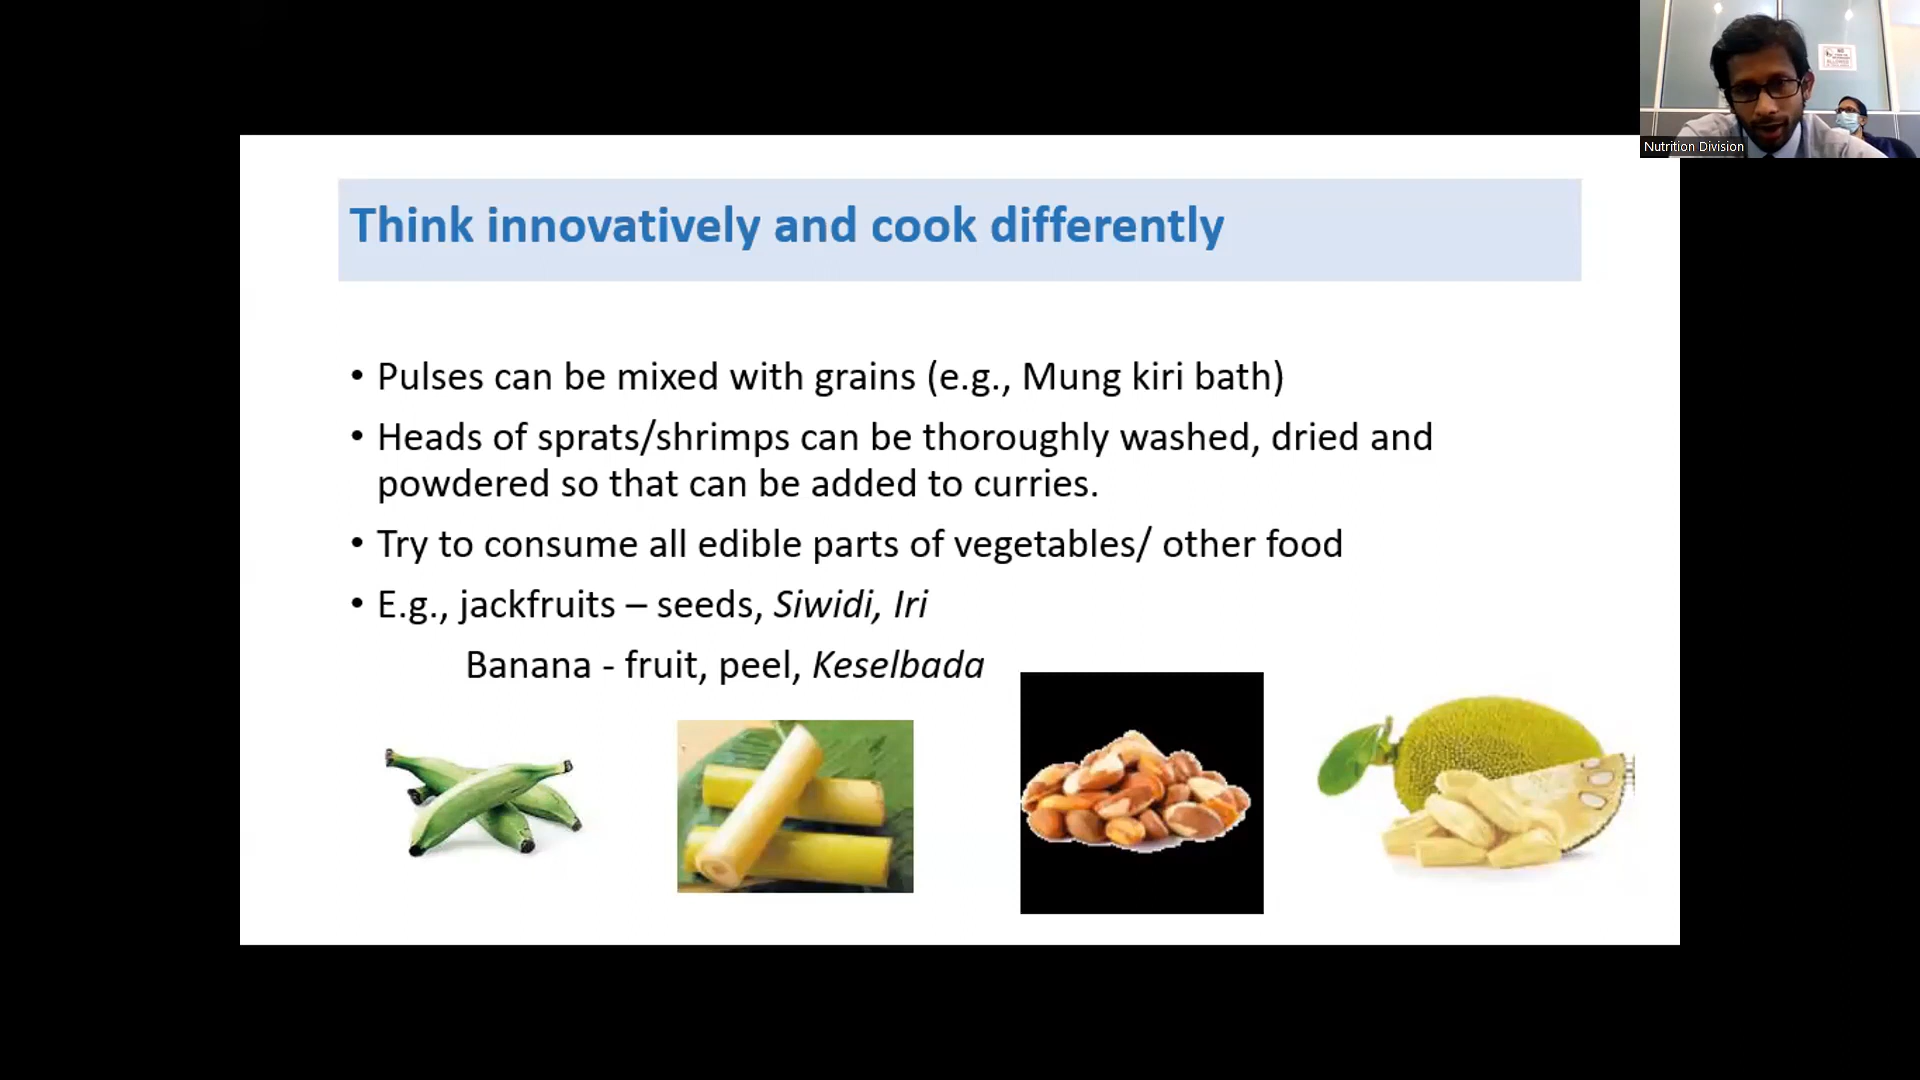 Nutrition Division
Think innovatively and cook differently
• Pulses can be mixed with grains (e.g., Mung kiri bath)
• Heads of sprats/shrimps can be thoroughly washed, dried and
powdered so that can be added to curries.
• Try to consume all edible parts of vegetables/ other food
• E.g., jackfruits – seeds, Siwidi, Iri
Banana - fruit, peel, Keselbada